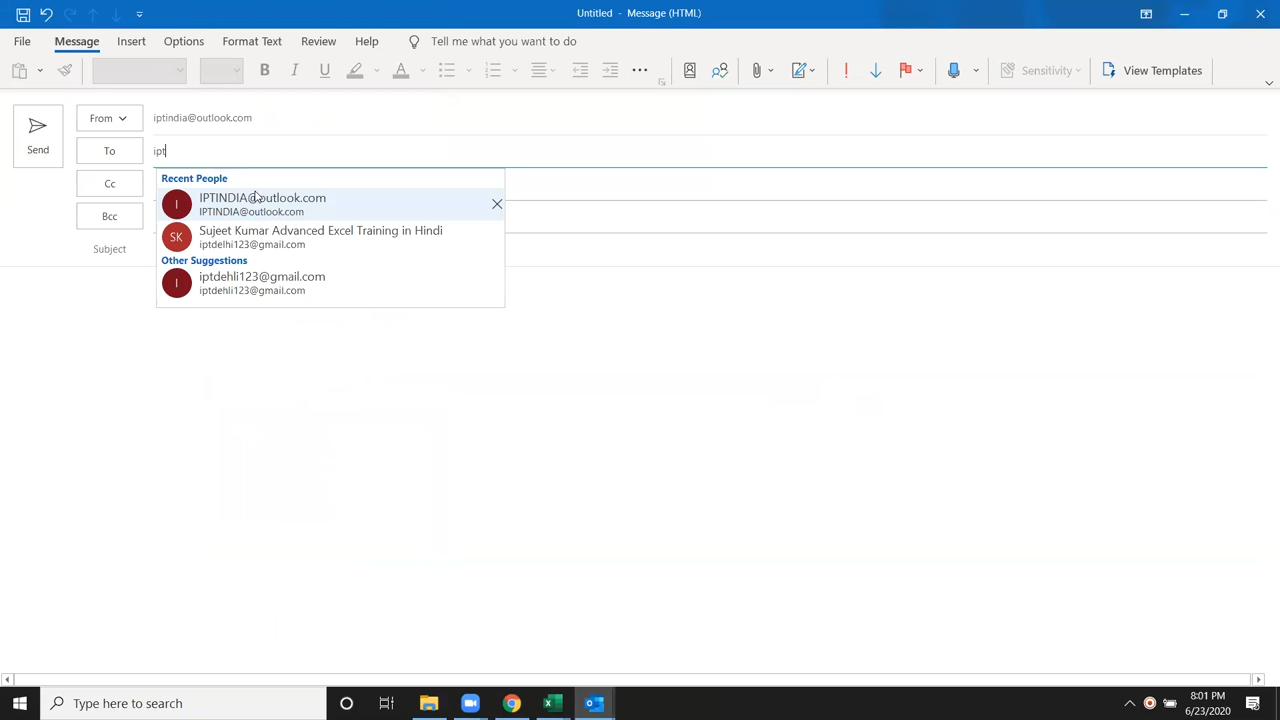 Untitled - Message (HTML)
File Message Insert Options Format Text Review Help Tell me what you want to do
B I U A Sensitivity View Templates
From iptindia@outlook.com
Send
To ipt
Cc
Bcc
Subject
Recent People
I IPTINDIA@outlook.com
IPTINDIA@outlook.com
SK Sujeet Kumar Advanced Excel Training in Hindi
iptdelhi123@gmail.com
Other Suggestions
I iptdehli123@gmail.com
iptdehli123@gmail.com
Type here to search
8:01 PM
6/23/2020